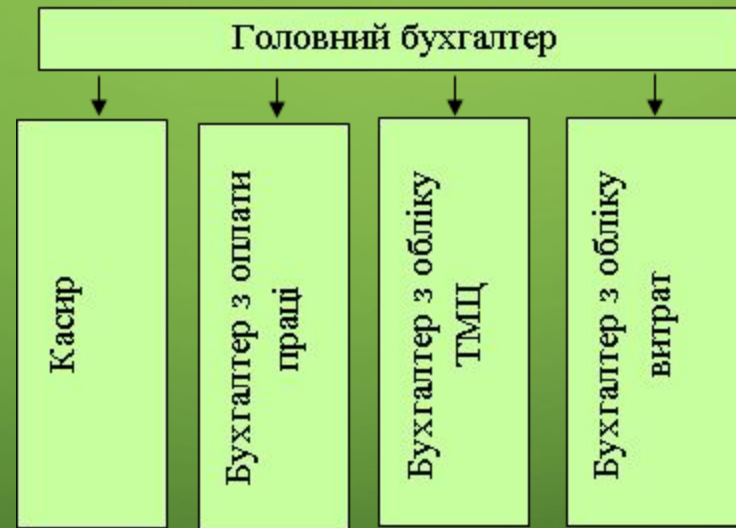 Головний бухгалтер
Касир
Бухгалтер з оплати
праці
Бухгалтер з обліку
ТМЦ
Бухгалтер з обліку
витрат